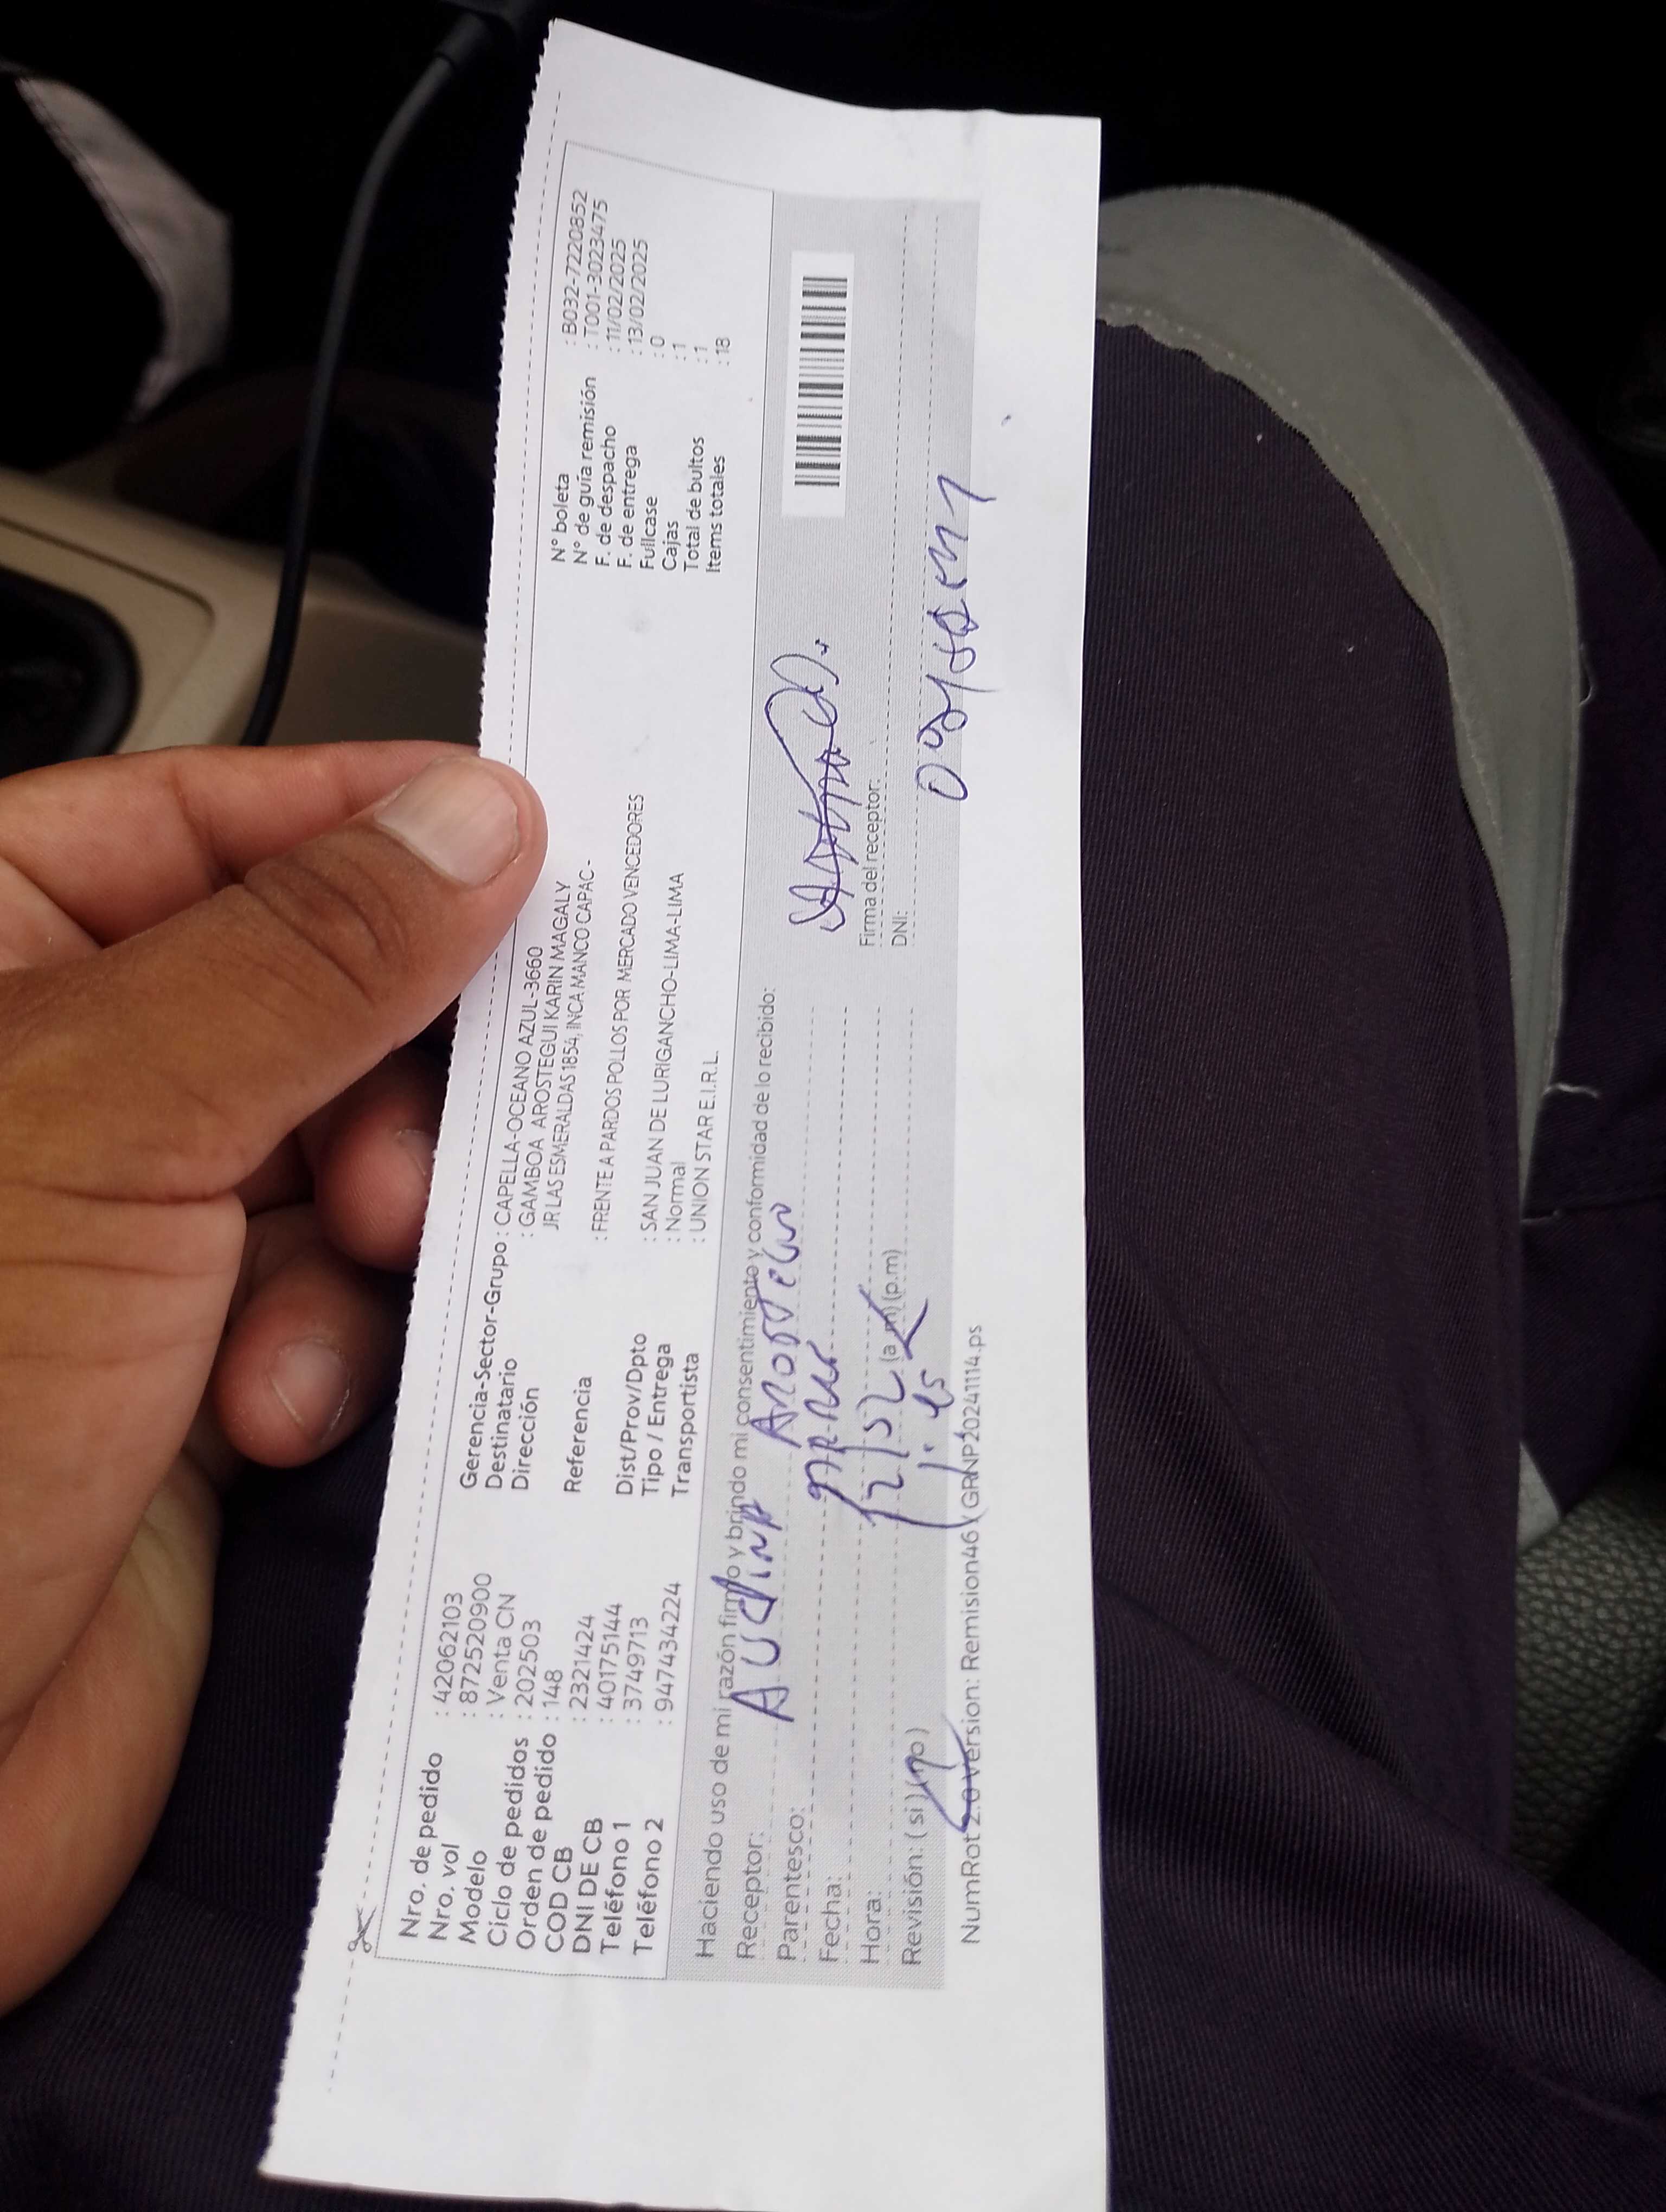 Nro. de pedido : 42062103
Nro. vol : 872520900
Modelo : Venta CN
Ciclo de pedidos : 202503
Orden de pedido : 148
COD CB : 2321424
DNI DE CB : 40175144
Teléfono 1 : 3749713
Teléfono 2 : 947434224
Gerencia-Sector-Grupo : CAPELLA-OCEANO AZUL-3660
Destinatario : GAMBOA AROSTEGUI KARIN MAGALY
Dirección JR LAS ESMERALDAS 1854, INCA MANCO CAPAC -
Referencia : FRENTE A PARDOS POLLOS POR MERCADO VENCEDORES
Dist/Prov/Dpto : SAN JUAN DE LURIGANCHO-LIMA-LIMA
Tipo / Entrega : Normal
Transportista : UNION STAR E.I.R.L.
N° boleta : B032-7220852
N° de guía remisión : T001-3023475
F. de despacho : 11/02/2025
F. de entrega : 13/02/2025
Fullcase : 0
Cajas : 1
Total de bultos : 1
Items totales : 18
Haciendo uso de mi razón firmo y brindo mi consentimiento y conformidad de lo recibido:
Receptor:
Parentesco:
Fecha:
Hora: (a.m) (p.m)
Revisión: ( si ) ( no )
Firma del receptor:
DNI:
NumRot 2.0 Version: Remision46 ( GRNP20241114.ps